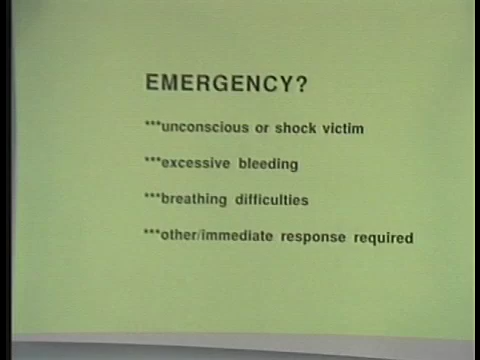 EMERGENCY?
***unconscious or shock victim
***excessive bleeding
***breathing difficulties
***other/immediate response required